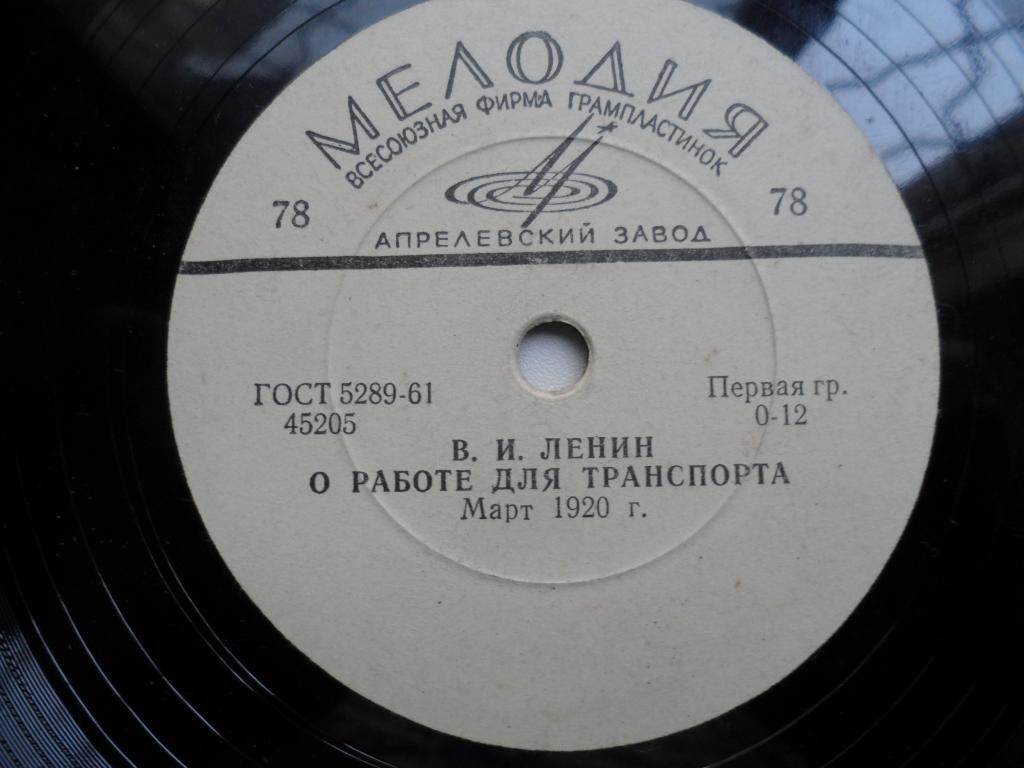 МЕЛОДИЯ
ВСЕСОЮЗНАЯ ФИРМА ГРАМПЛАСТИНОК
78 78
АПРЕЛЕВСКИЙ ЗАВОД
ГОСТ 5289-61 Первая гр.
45205 0-12
В. И. ЛЕНИН
О РАБОТЕ ДЛЯ ТРАНСПОРТА
Март 1920 г.